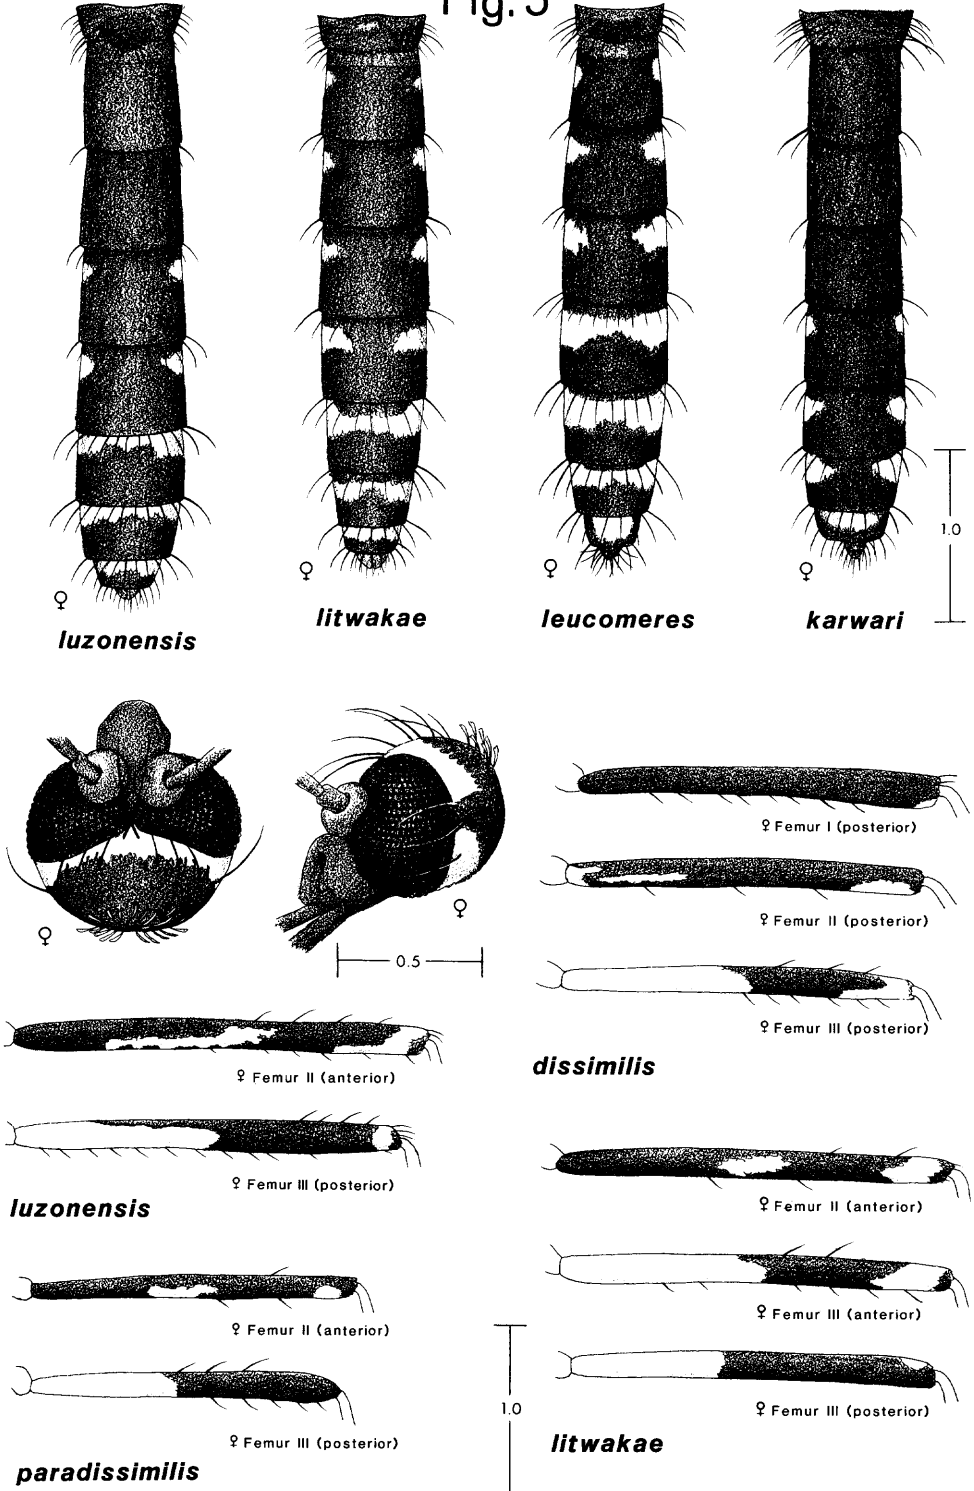 Fig. 5
♀ ♀ ♀ ♀
1.0
luzonensis
litwakae
leucomeres
karwari
♀ ♀
0.5
♀ Femur I (posterior)
♀ Femur II (posterior)
♀ Femur III (posterior)
dissimilis
♀ Femur II (anterior)
♀ Femur III (posterior)
luzonensis
♀ Femur II (anterior)
♀ Femur III (anterior)
♀ Femur III (posterior)
litwakae
♀ Femur II (anterior)
♀ Femur III (posterior)
paradissimilis
1.0